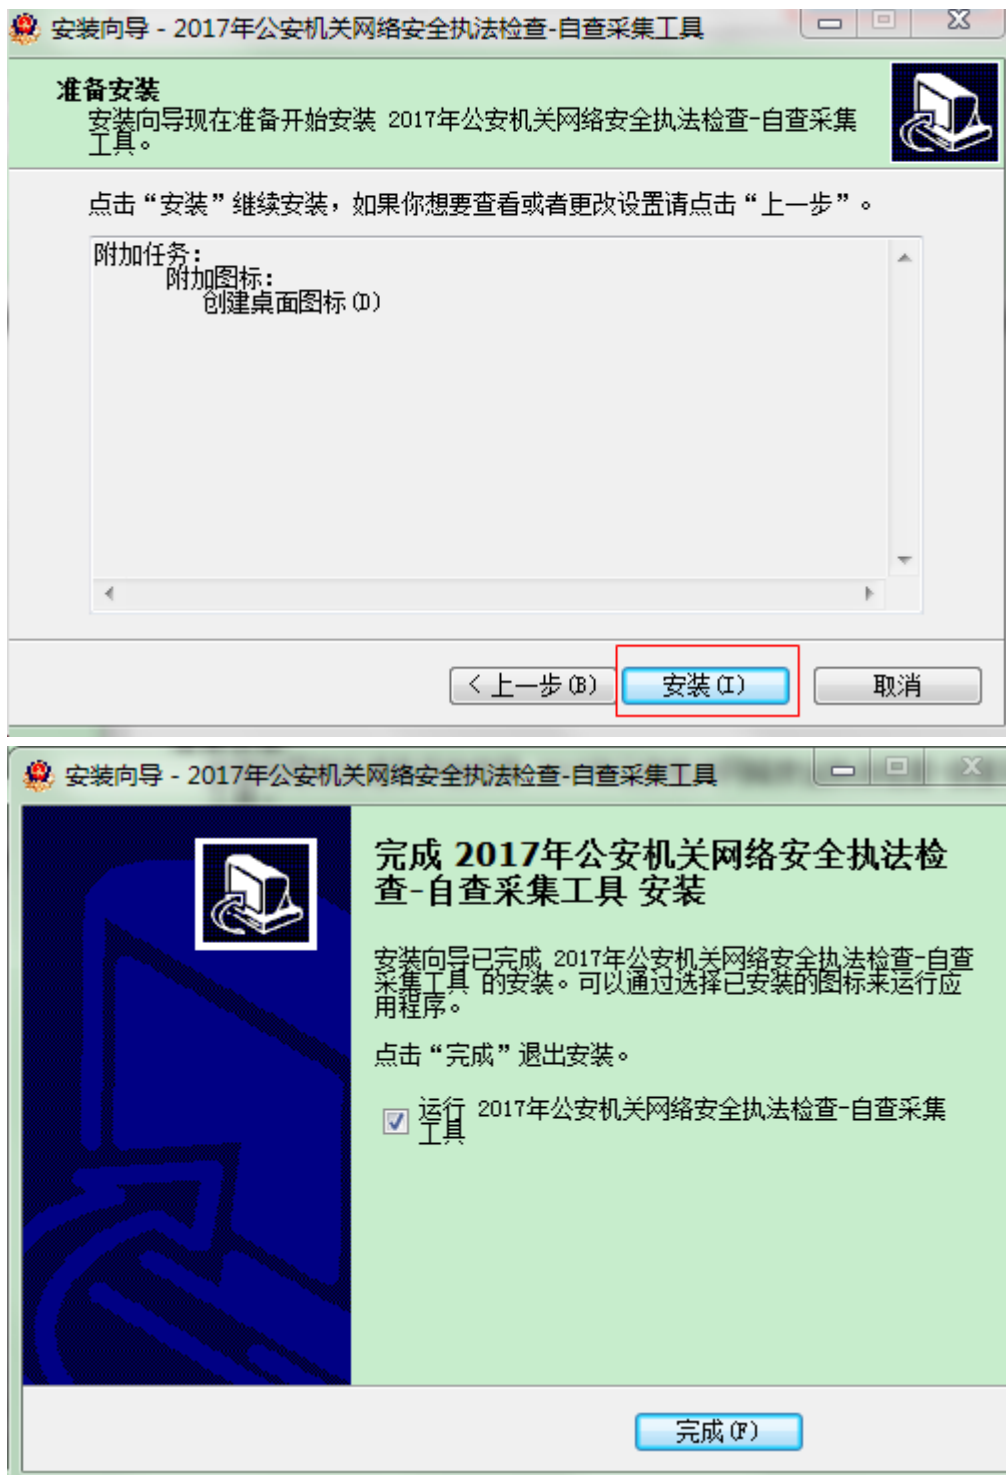 安装向导 - 2017年公安机关网络安全执法检查-自查采集工具
准备安装
安装向导现在准备开始安装 2017年公安机关网络安全执法检查-自查采集
工具。
点击“安装”继续安装，如果你想要查看或者更改设置请点击“上一步”。
附加任务：
附加图标：
创建桌面图标(D)
< 上一步(B)
安装(I)
取消
安装向导 - 2017年公安机关网络安全执法检查-自查采集工具
完成 2017年公安机关网络安全执法检
查-自查采集工具 安装
安装向导已完成 2017年公安机关网络安全执法检查-自查
采集工具 的安装。可以通过选择已安装的图标来运行应
用程序。
点击“完成”退出安装。
运行 2017年公安机关网络安全执法检查-自查采集
工具
完成(F)